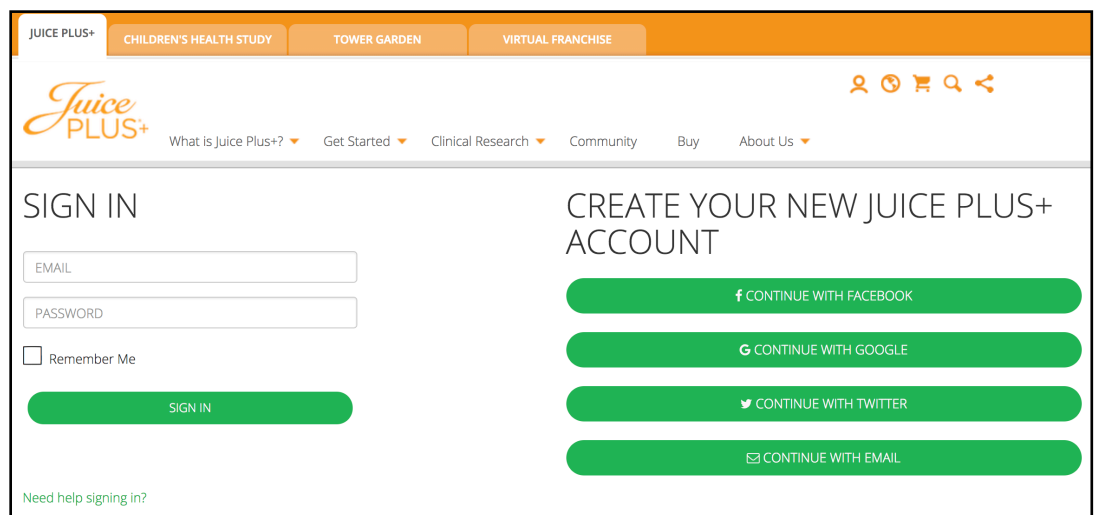 JUICE PLUS+
CHILDREN'S HEALTH STUDY
TOWER GARDEN
VIRTUAL FRANCHISE
Juice
PLUS+
What is Juice Plus+?
Get Started
Clinical Research
Community
Buy
About Us
SIGN IN
EMAIL
PASSWORD
Remember Me
SIGN IN
Need help signing in?
CREATE YOUR NEW JUICE PLUS+
ACCOUNT
CONTINUE WITH FACEBOOK
CONTINUE WITH GOOGLE
CONTINUE WITH TWITTER
CONTINUE WITH EMAIL